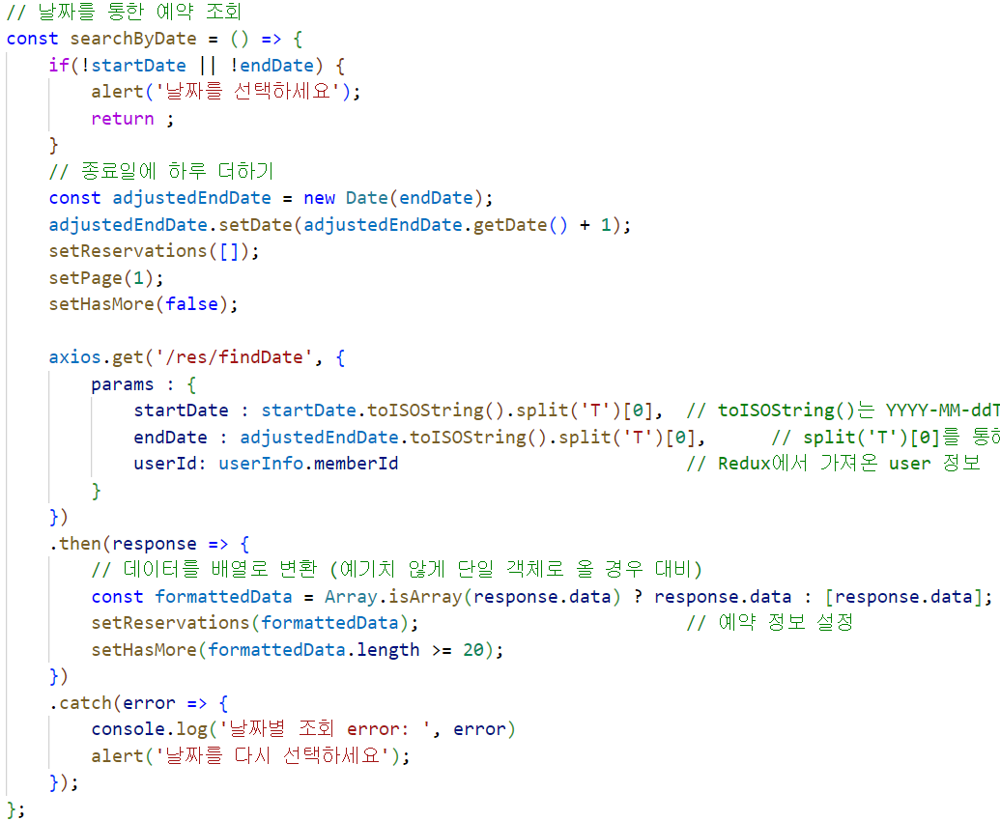 // 날짜를 통한 예약 조회
const searchByDate = () => {
    if(!startDate || !endDate) {
        alert('날짜를 선택하세요');
        return ;
    }
    // 종료일에 하루 더하기
    const adjustedEndDate = new Date(endDate);
    adjustedEndDate.setDate(adjustedEndDate.getDate() + 1);
    setReservations([]);
    setPage(1);
    setHasMore(false);

    axios.get('/res/findDate', {
        params : {
            startDate : startDate.toISOString().split('T')[0],  // toISOString()는 YYYY-MM-ddT
            endDate : adjustedEndDate.toISOString().split('T')[0],      // split('T')[0]를 통해
            userId: userInfo.memberId                           // Redux에서 가져온 user 정보
        }
    })
    .then(response => {
        // 데이터를 배열로 변환 (예기치 않게 단일 객체로 올 경우 대비)
        const formattedData = Array.isArray(response.data) ? response.data : [response.data];
        setReservations(formattedData);                         // 예약 정보 설정
        setHasMore(formattedData.length >= 20);
    })
    .catch(error => {
        console.log('날짜별 조회 error: ', error)
        alert('날짜를 다시 선택하세요');
    });
};